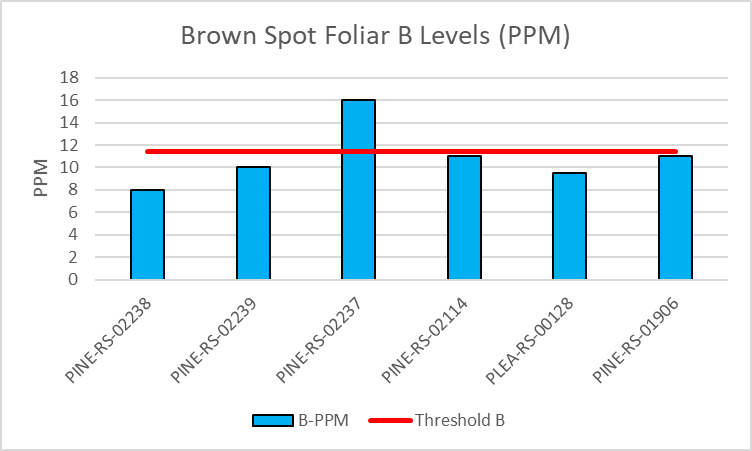 Brown Spot Foliar B Levels (PPM)
PPM
18
16
14
12
10
8
6
4
2
0
PINE-RS-02238
PINE-RS-02239
PINE-RS-02237
PINE-RS-02114
PLEA-RS-00128
PINE-RS-01906
B-PPM
Threshold B